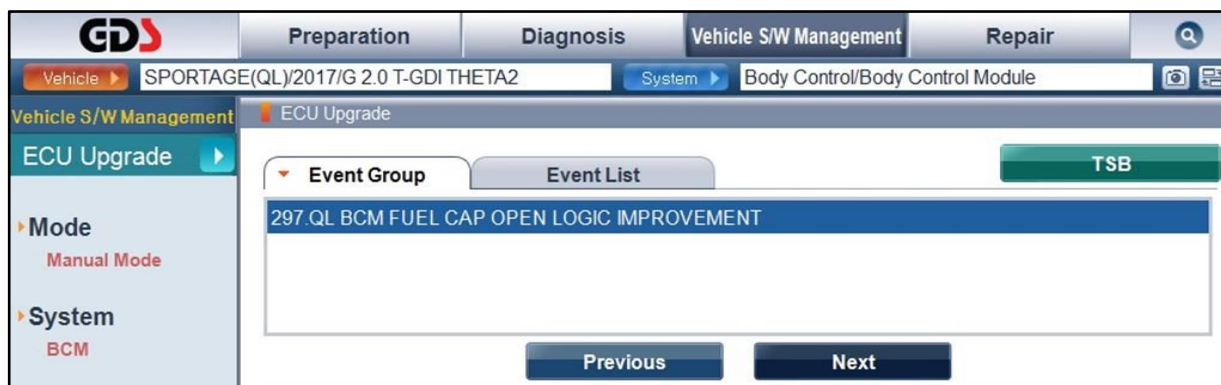 GDS Preparation Diagnosis Vehicle S/W Management Repair
Vehicle SPORTAGE(QL)/2017/G 2.0 T-GDI THETA2 System Body Control/Body Control Module
Vehicle S/W Management ECU Upgrade
ECU Upgrade
Event Group Event List TSB
297.QL BCM FUEL CAP OPEN LOGIC IMPROVEMENT
Mode
Manual Mode
System
BCM
Previous Next